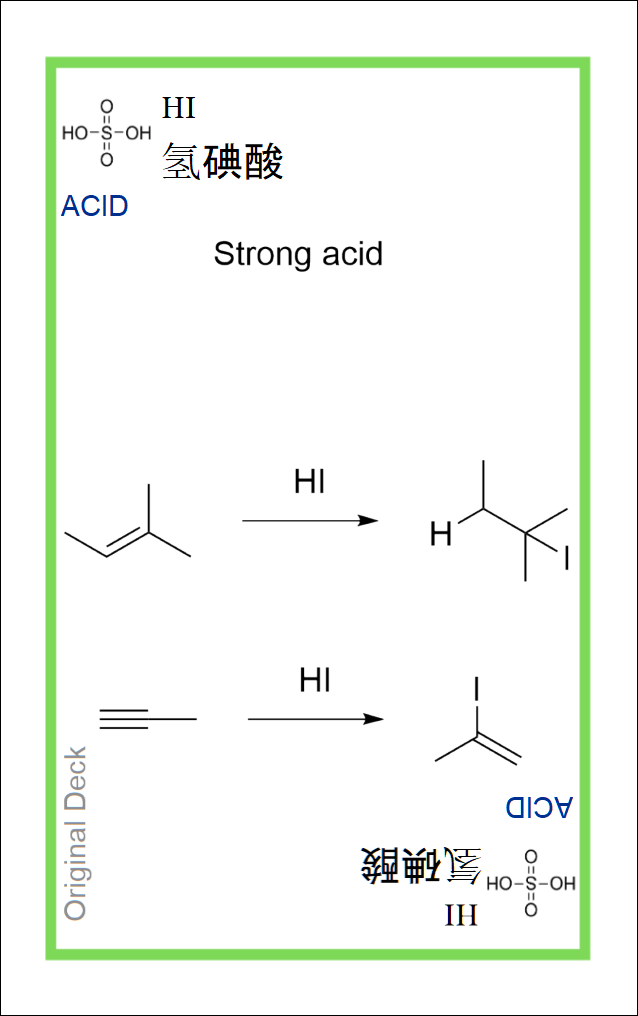 HI
氢碘酸
O
HO-S-OH
O
ACID
Strong acid
HI
H
I
HI
I
Original Deck
ACID
氢碘酸
O
HO-S-OH
O
HI